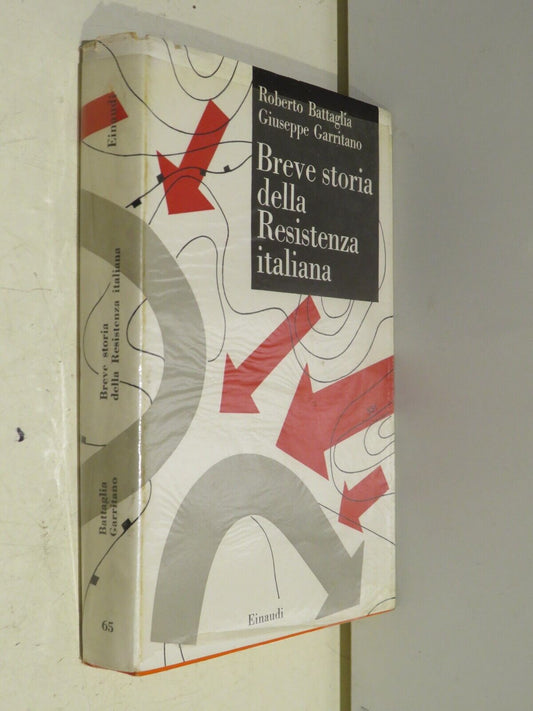 Roberto Battaglia
Giuseppe Garritano
Breve storia
della
Resistenza
italiana
Einaudi
Einaudi
Breve storia
della Resistenza italiana
Battaglia
Garritano
65